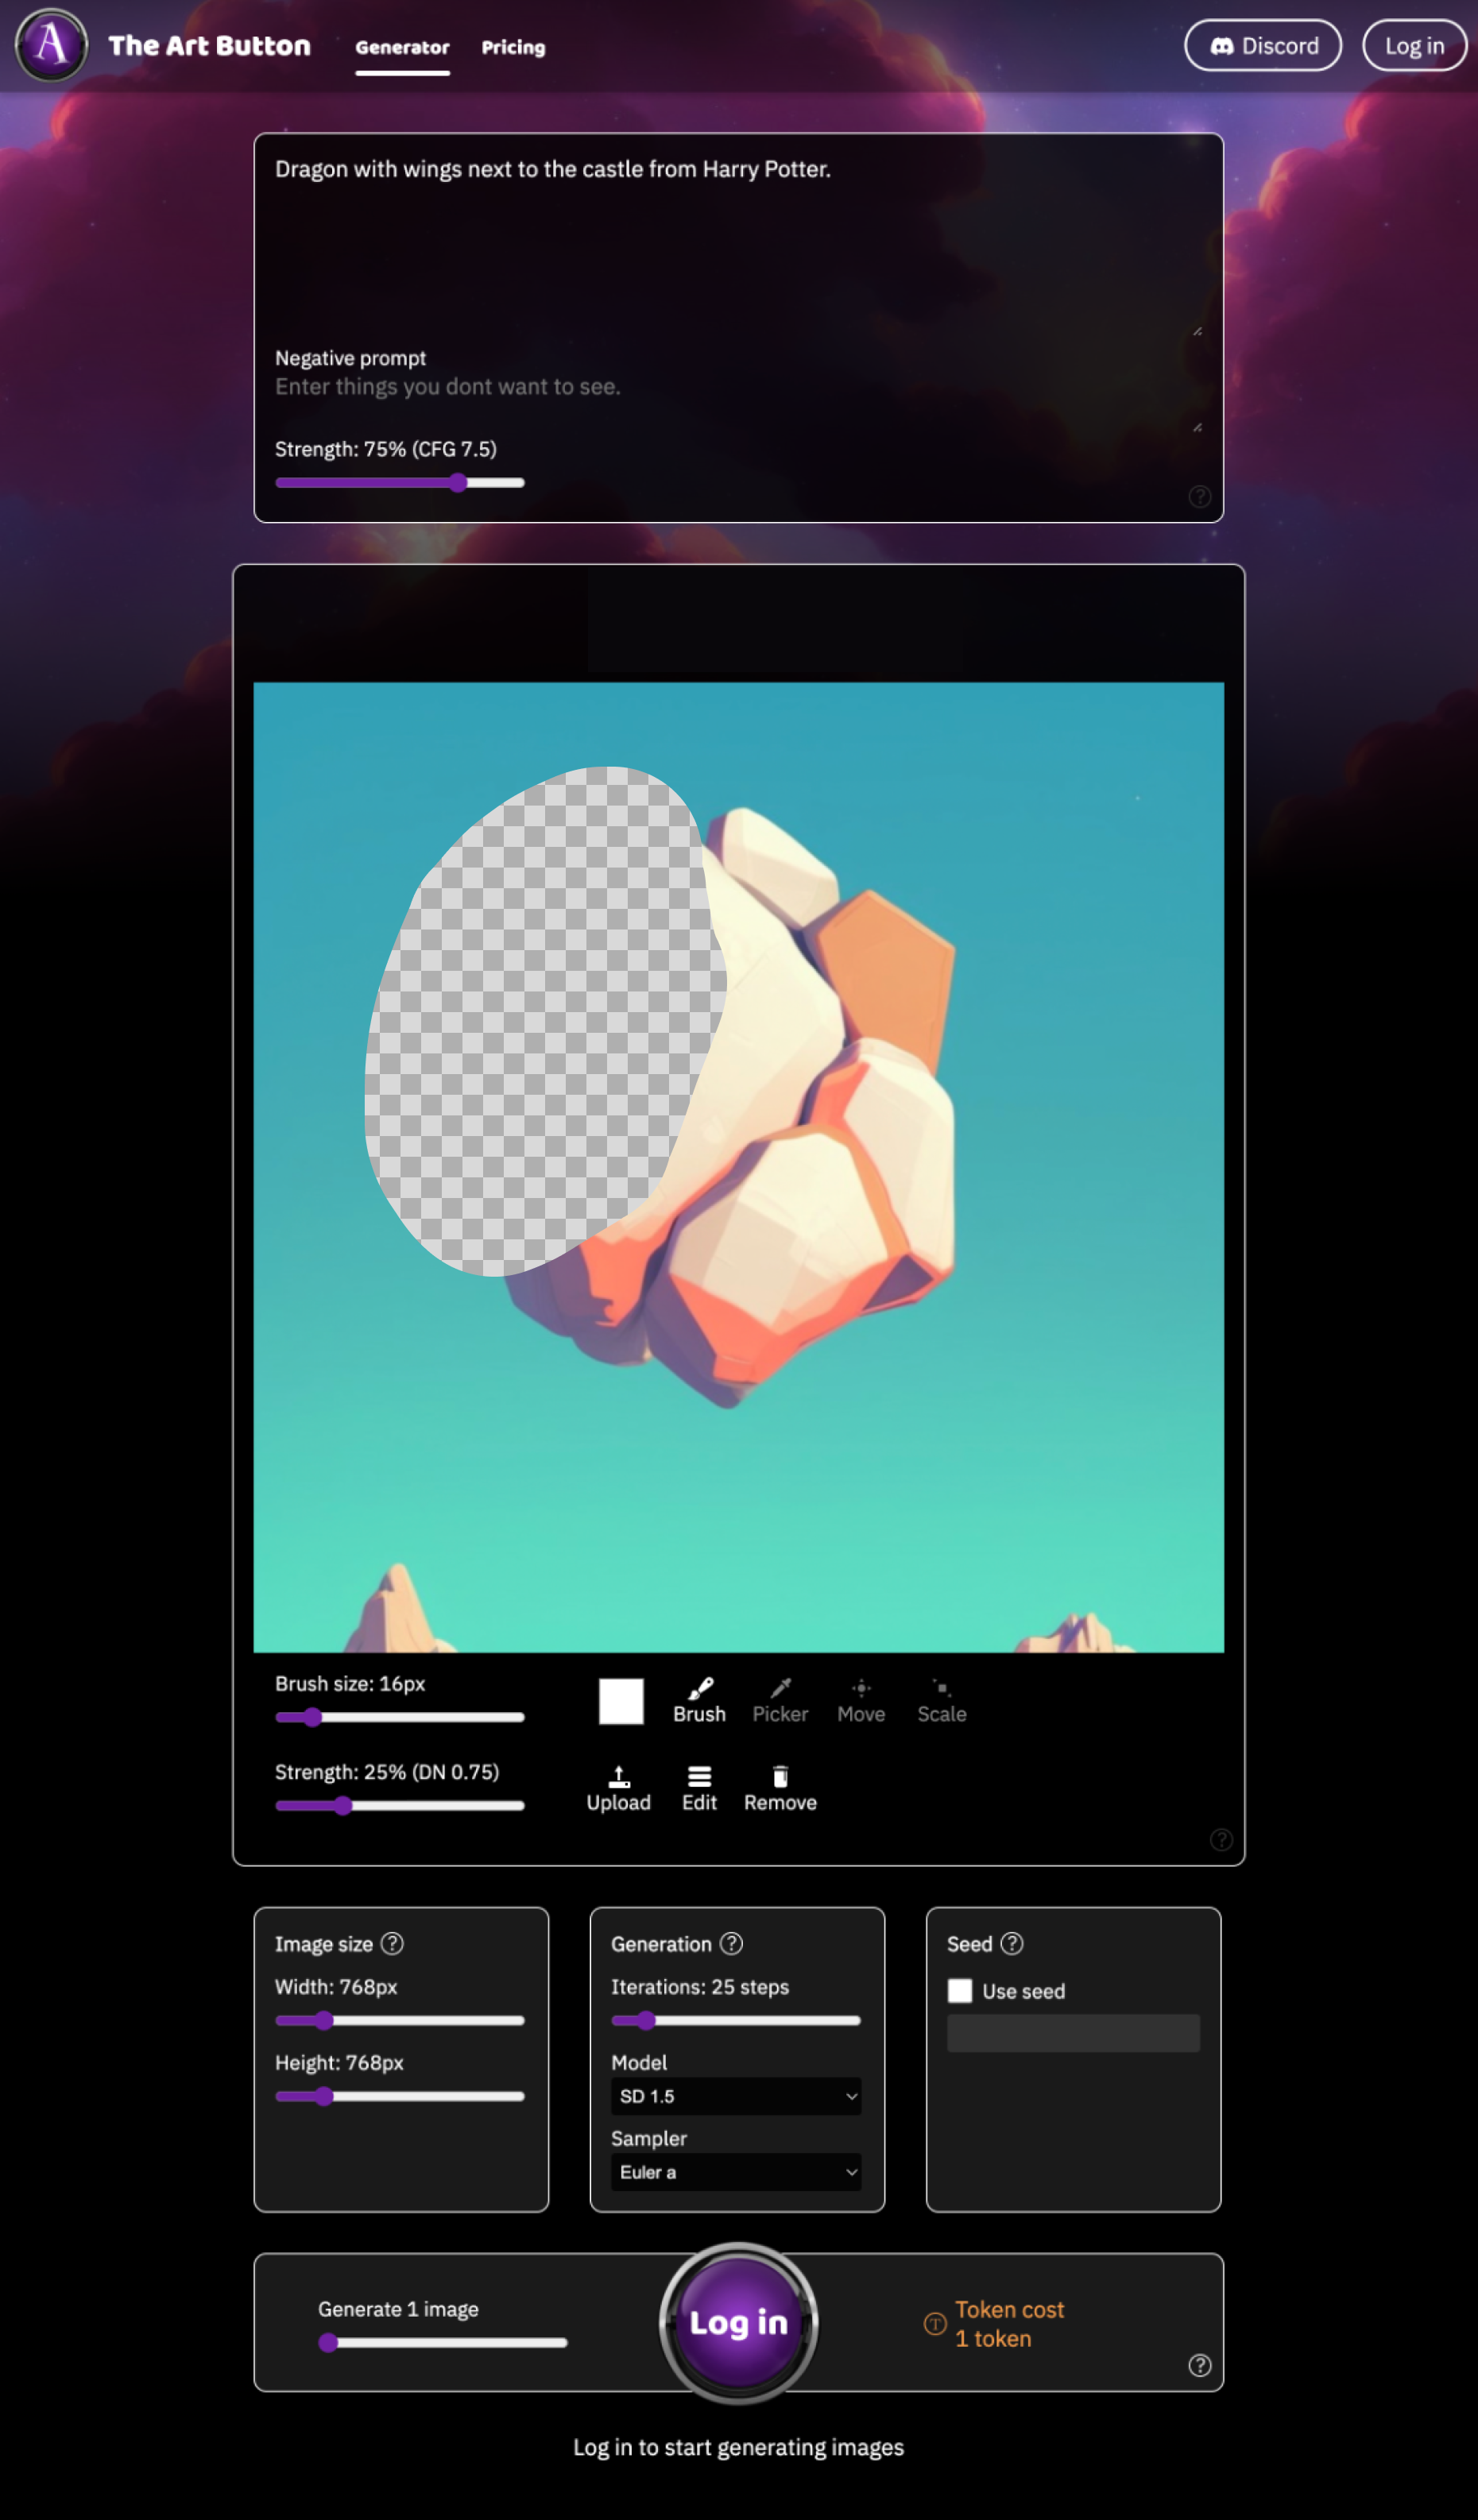 A
The Art Button
Generator
Pricing
Discord
Log in
Dragon with wings next to the castle from Harry Potter.
Negative prompt
Enter things you dont want to see.
Strength: 75% (CFG 7.5)
?
Brush size: 16px
Brush
Picker
Move
Scale
Strength: 25% (DN 0.75)
Upload
Edit
Remove
?
Image size ?
Width: 768px
Height: 768px
Generation ?
Iterations: 25 steps
Model
SD 1.5
Sampler
Euler a
Seed ?
Use seed
Generate 1 image
Log in
T
Token cost
1 token
?
Log in to start generating images